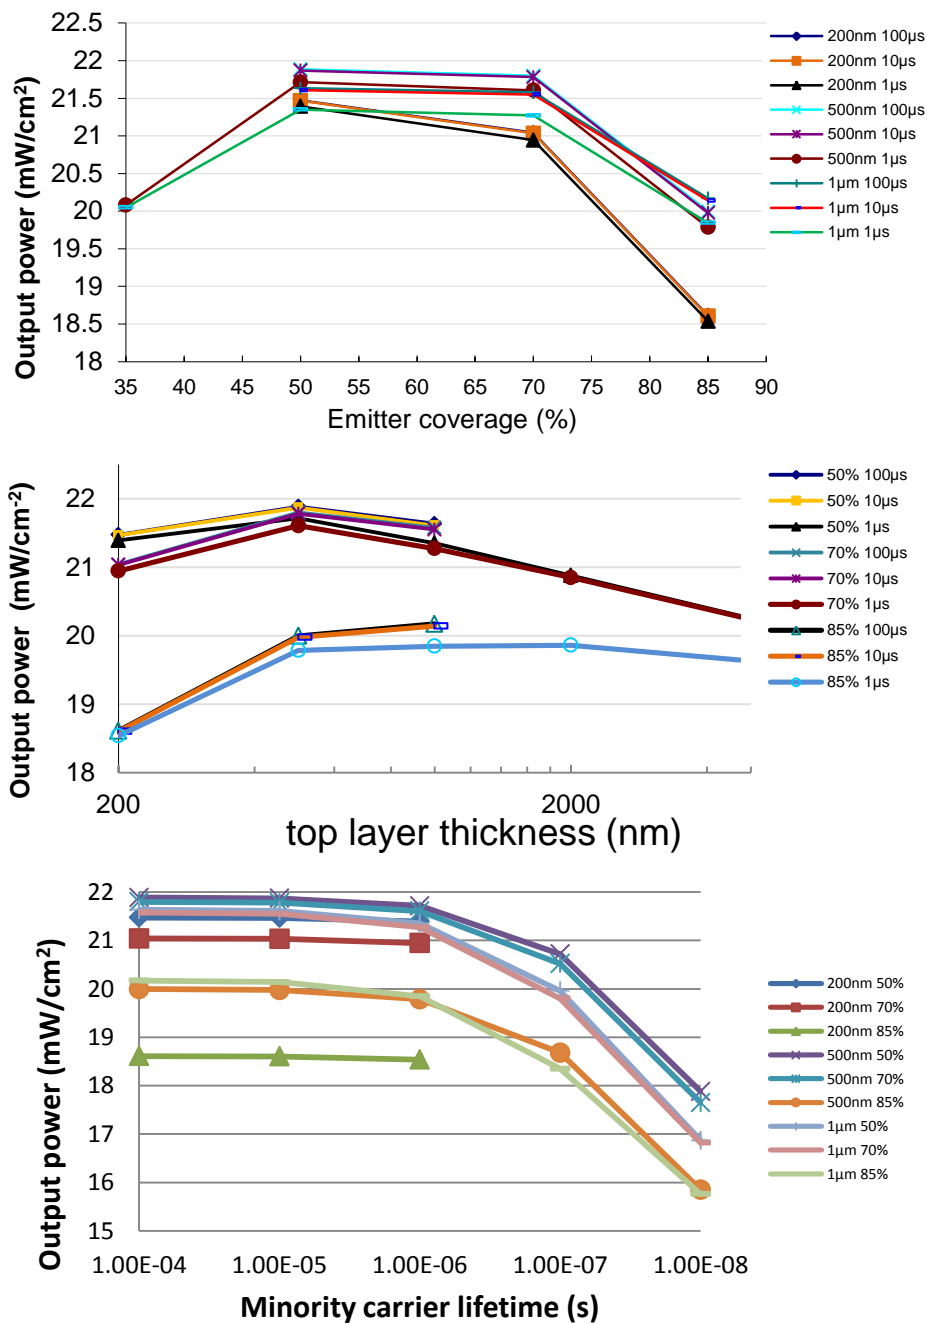 22.5
22
21.5
21
20.5
20
19.5
19
18.5
18
Output power (mW/cm²)
35 40 45 50 55 60 65 70 75 80 85 90
Emitter coverage (%)
200nm 100µs
200nm 10µs
200nm 1µs
500nm 100µs
500nm 10µs
500nm 1µs
1µm 100µs
1µm 10µs
1µm 1µs
22
21
20
19
18
Output power (mW/cm⁻²)
200 2000
top layer thickness (nm)
50% 100µs
50% 10µs
50% 1µs
70% 100µs
70% 10µs
70% 1µs
85% 100µs
85% 10µs
85% 1µs
22
21
20
19
18
17
16
15
Output power (mW/cm²)
1.00E-04 1.00E-05 1.00E-06 1.00E-07 1.00E-08
Minority carrier lifetime (s)
200nm 50%
200nm 70%
200nm 85%
500nm 50%
500nm 70%
500nm 85%
1µm 50%
1µm 70%
1µm 85%